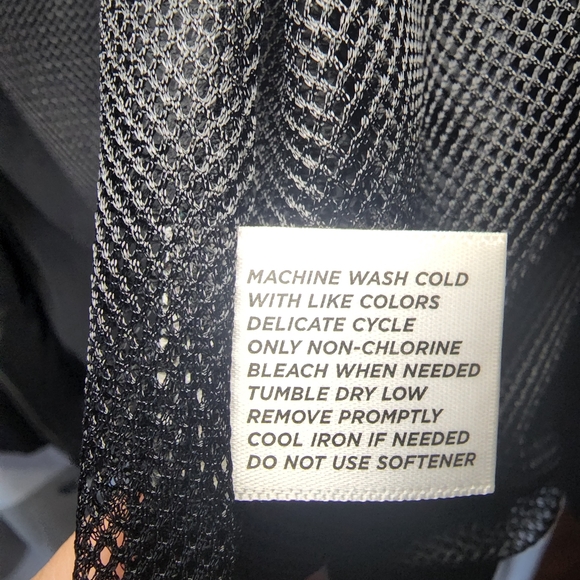 MACHINE WASH COLD
WITH LIKE COLORS
DELICATE CYCLE
ONLY NON-CHLORINE
BLEACH WHEN NEEDED
TUMBLE DRY LOW
REMOVE PROMPTLY
COOL IRON IF NEEDED
DO NOT USE SOFTENER